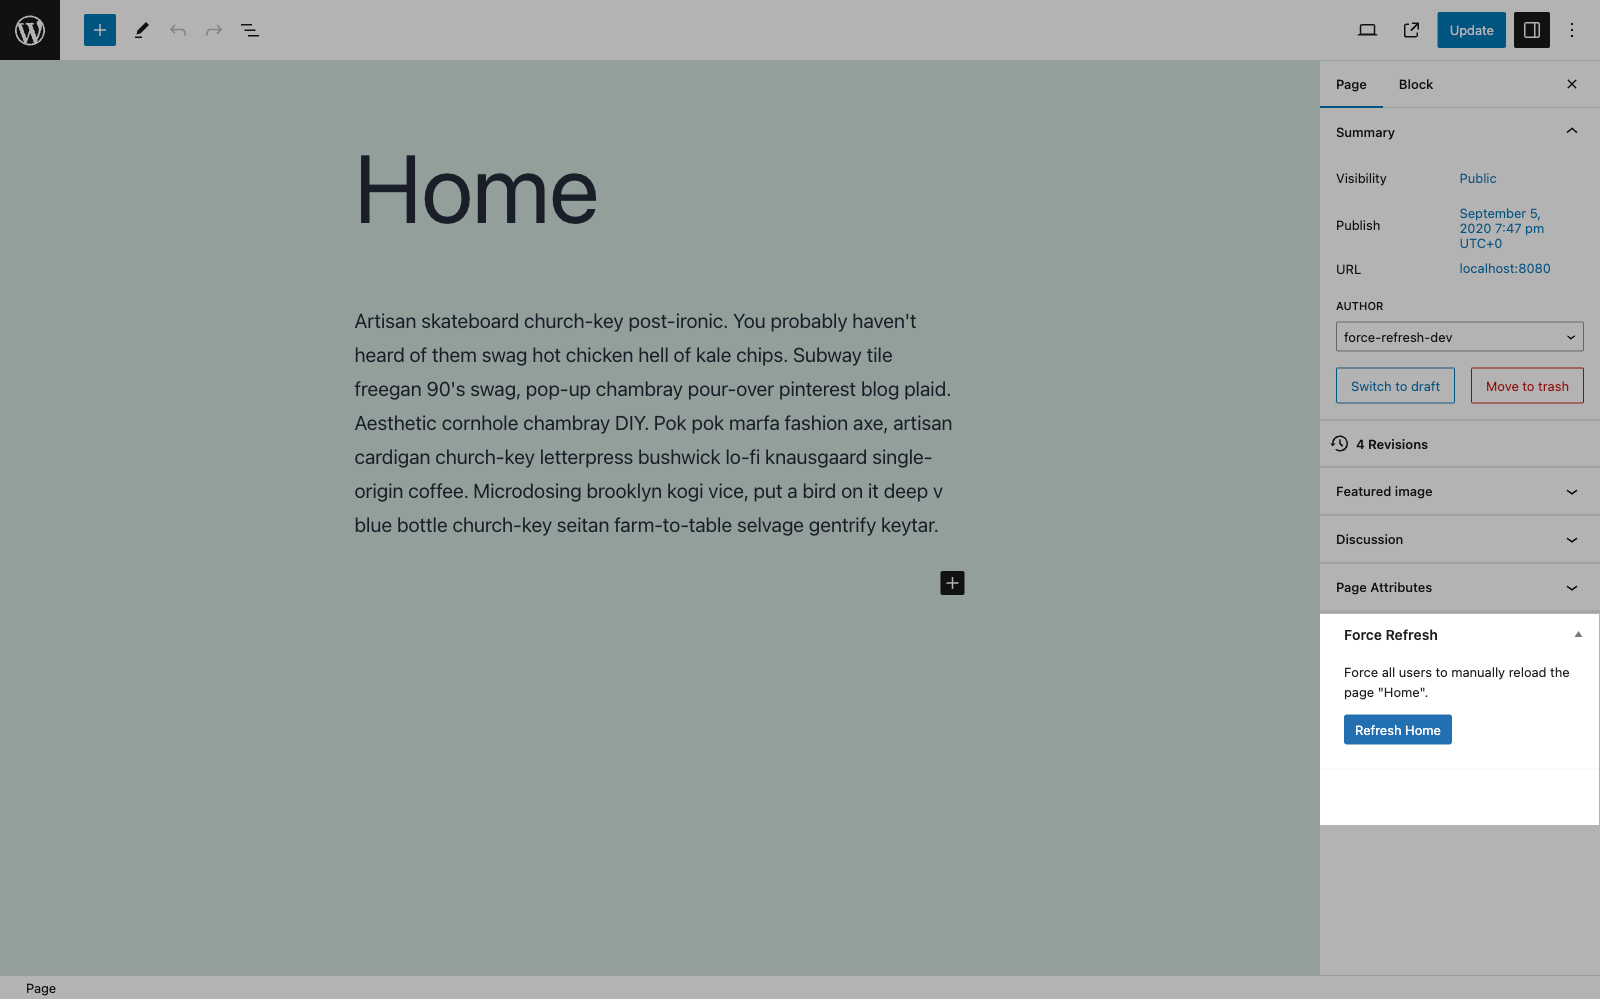 Update
Home
Artisan skateboard church-key post-ironic. You probably haven't
heard of them swag hot chicken hell of kale chips. Subway tile
freegan 90's swag, pop-up chambray pour-over pinterest blog plaid.
Aesthetic cornhole chambray DIY. Pok pok marfa fashion axe, artisan
cardigan church-key letterpress bushwick lo-fi knausgaard single-
origin coffee. Microdosing brooklyn kogi vice, put a bird on it deep v
blue bottle church-key seitan farm-to-table selvage gentrify keytar.
Page Block
Summary
Visibility Public
Publish September 5,
2020 7:47 pm
UTC+0
URL localhost:8080
AUTHOR
force-refresh-dev
Switch to draft Move to trash
4 Revisions
Featured image
Discussion
Page Attributes
Force Refresh
Force all users to manually reload the
page "Home".
Refresh Home
Page